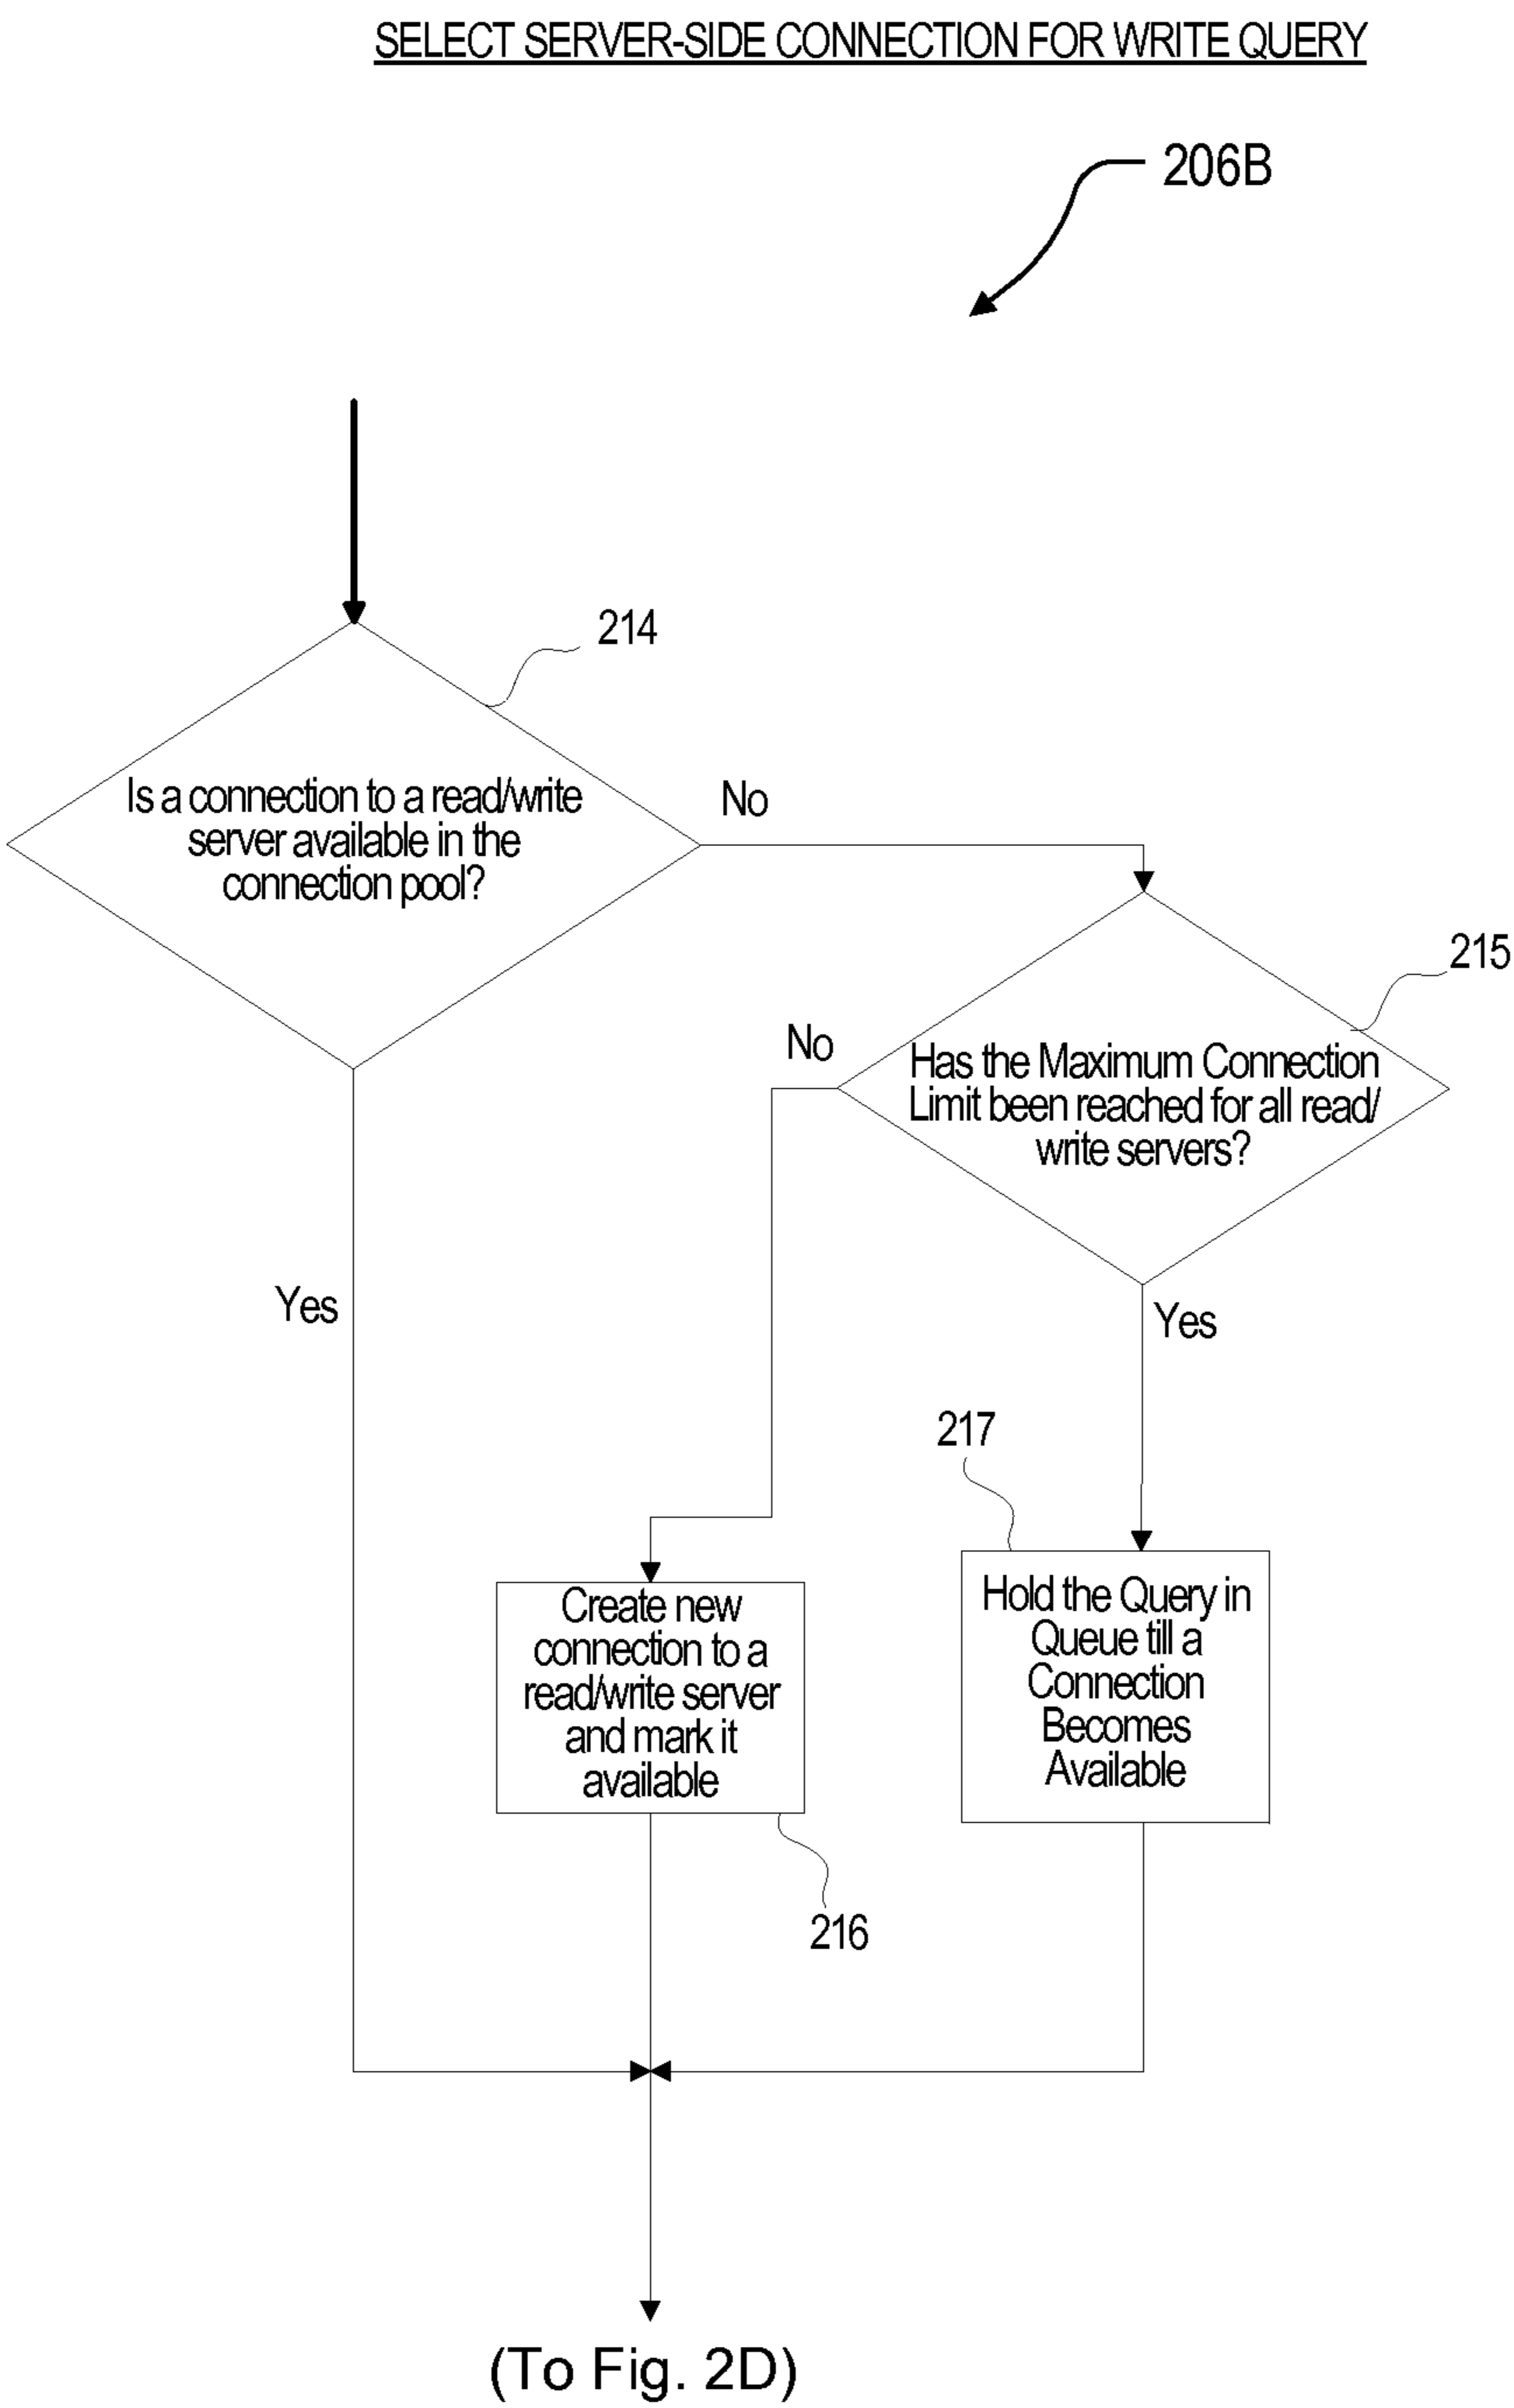 SELECT SERVER-SIDE CONNECTION FOR WRITE QUERY
206B
214
Is a connection to a read/write
server available in the
connection pool?
No
215
No
Has the Maximum Connection
Limit been reached for all read/
write servers?
Yes
Yes
217
Create new
connection to a
read/write server
and mark it
available
Hold the Query in
Queue till a
Connection
Becomes
Available
216
(To Fig. 2D)